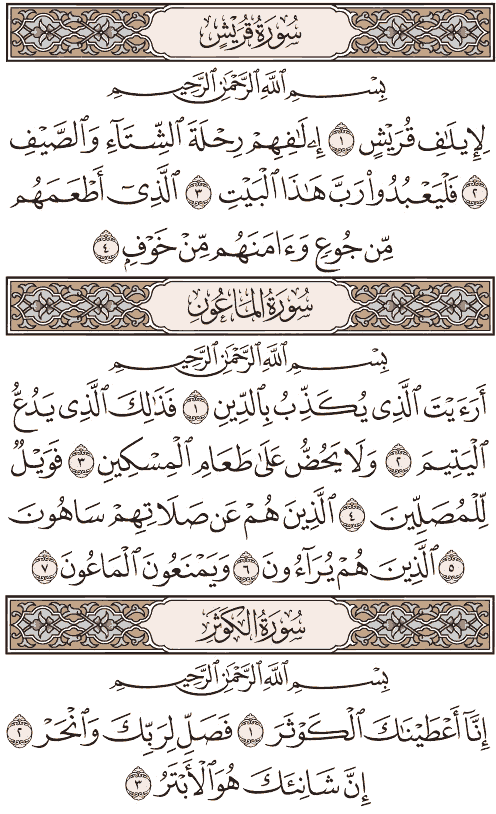 سُورَةُ قُرَيْشٍ
بِسْمِ ٱللَّهِ ٱلرَّحْمَٰنِ ٱلرَّحِيمِ
لِإِيلَٰفِ قُرَيْشٍ ١ إِۦلَٰفِهِمْ رِحْلَةَ ٱلشِّتَآءِ وَٱلصَّيْفِ
٢ فَلْيَعْبُدُوا۟ رَبَّ هَٰذَا ٱلْبَيْتِ ٣ ٱلَّذِىٓ أَطْعَمَهُم
مِّن جُوعٍ وَءَامَنَهُم مِّنْ خَوْفٍۭ ٤
سُورَةُ المَاعُونِ
بِسْمِ ٱللَّهِ ٱلرَّحْمَٰنِ ٱلرَّحِيمِ
أَرَءَيْتَ ٱلَّذِى يُكَذِّبُ بِٱلدِّينِ ١ فَذَٰلِكَ ٱلَّذِى يَدُعُّ
ٱلْيَتِيمَ ٢ وَلَا يَحُضُّ عَلَىٰ طَعَامِ ٱلْمِسْكِينِ ٣ فَوَيْلٌ
لِّلْمُصَلِّينَ ٤ ٱلَّذِينَ هُمْ عَن صَلَاتِهِمْ سَاهُونَ
٥ ٱلَّذِينَ هُمْ يُرَآءُونَ ٦ وَيَمْنَعُونَ ٱلْمَاعُونَ ٧
سُورَةُ الكَوْثَرِ
بِسْمِ ٱللَّهِ ٱلرَّحْمَٰنِ ٱلرَّحِيمِ
إِنَّآ أَعْطَيْنَٰكَ ٱلْكَوْثَرَ ١ فَصَلِّ لِرَبِّكَ وَٱنْحَرْ ٢
إِنَّ شَانِئَكَ هُوَ ٱلْأَبْتَرُ ٣